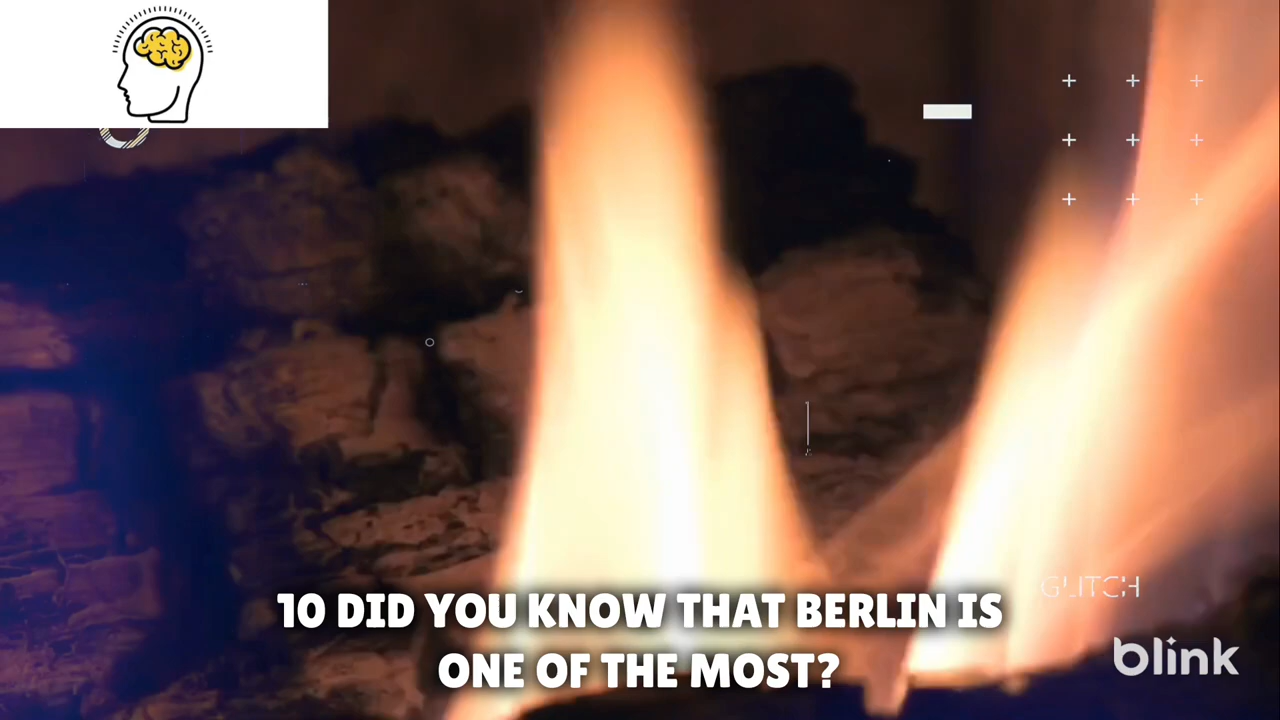 GLITCH
10 DID YOU KNOW THAT BERLIN IS
ONE OF THE MOST?
blink